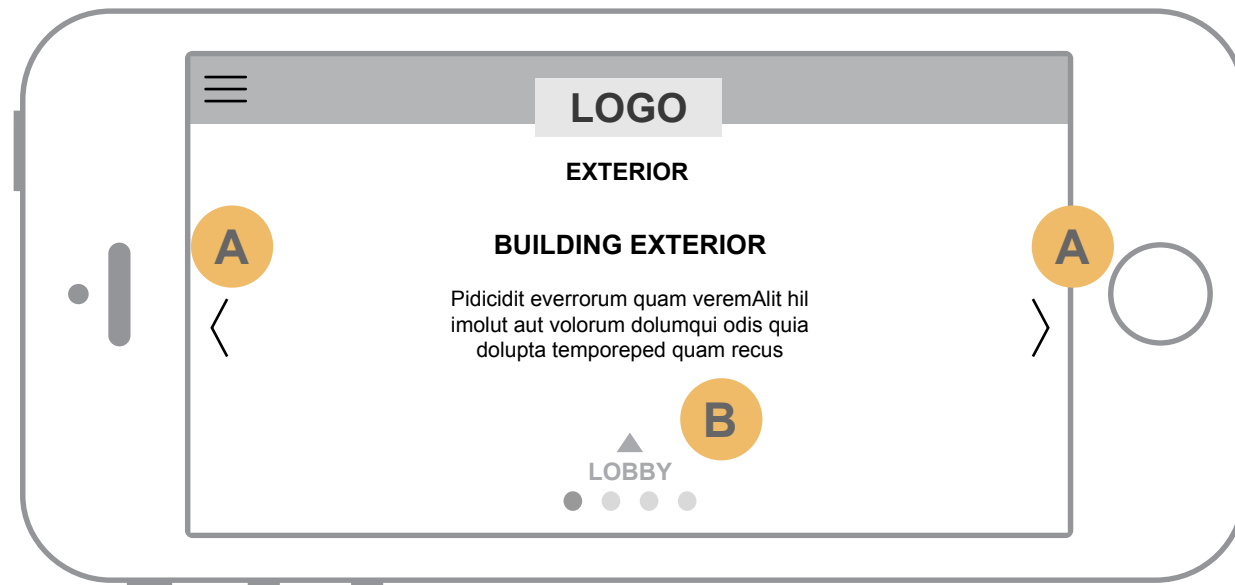 LOGO
EXTERIOR
A
A
BUILDING EXTERIOR
Pidicidit everrorum quam veremAlit hil
imolut aut volorum dolumqui odis quia
dolupta temporeped quam recus
B
LOBBY